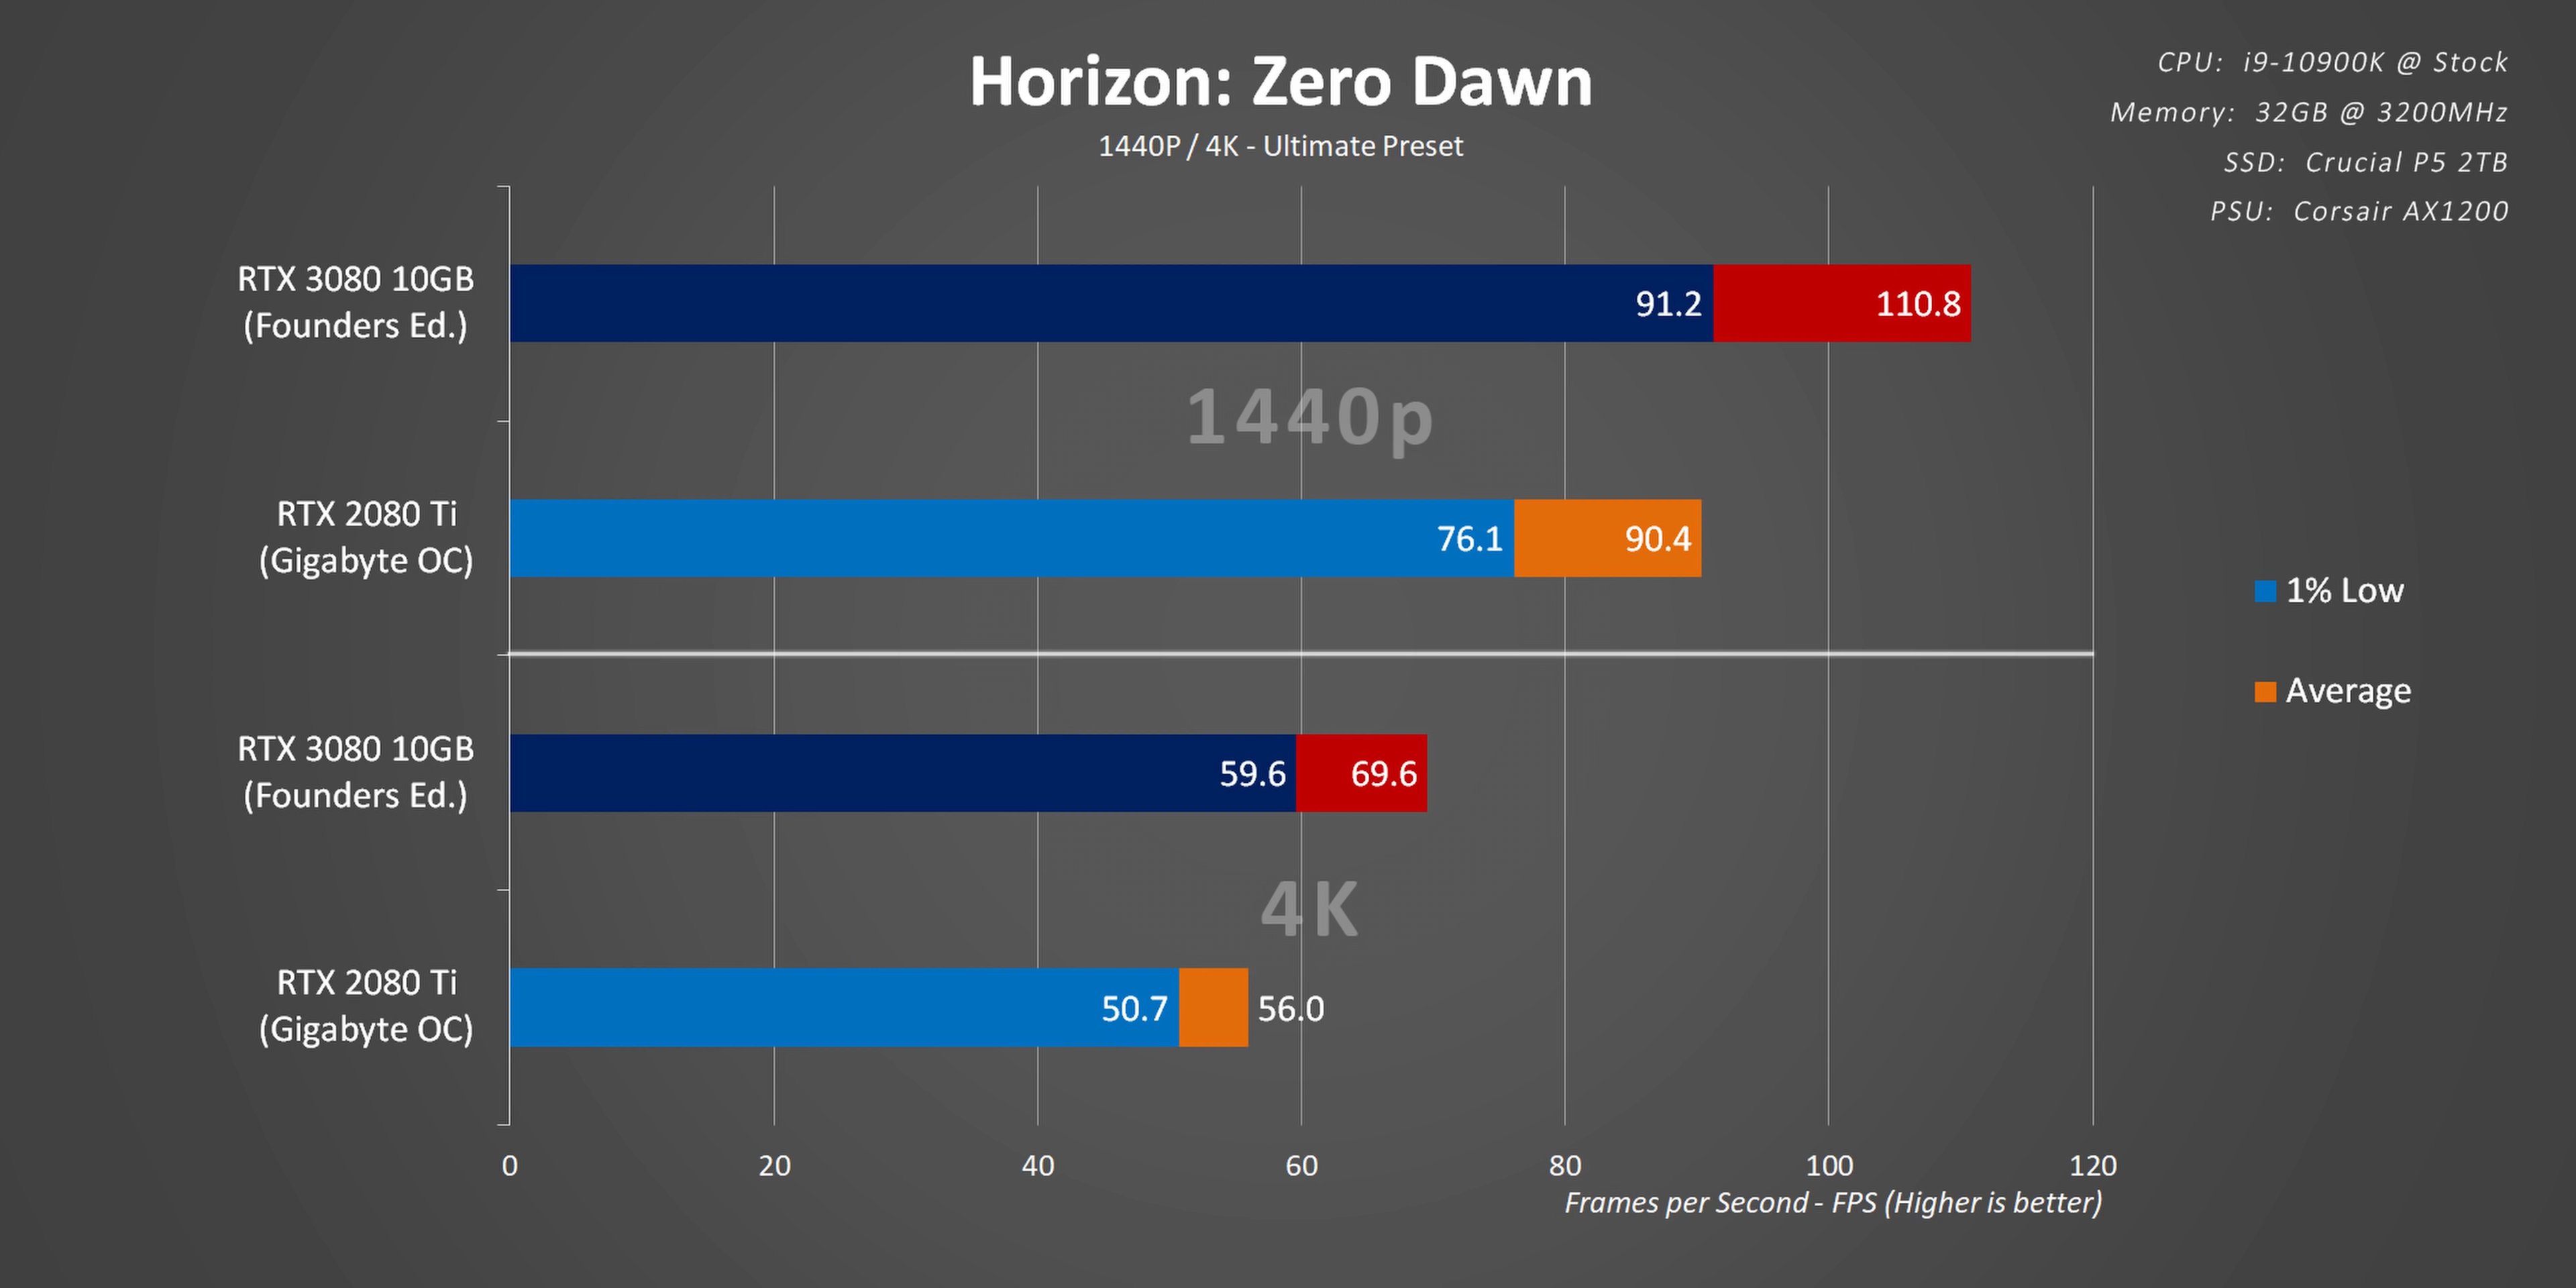 Horizon: Zero Dawn
1440P / 4K - Ultimate Preset
CPU: i9-10900K @ Stock
Memory: 32GB @ 3200MHz
SSD: Crucial P5 2TB
PSU: Corsair AX1200
RTX 3080 10GB
(Founders Ed.)
91.2
110.8
1440p
RTX 2080 Ti
(Gigabyte OC)
76.1
90.4
1% Low
Average
RTX 3080 10GB
(Founders Ed.)
59.6
69.6
4K
RTX 2080 Ti
(Gigabyte OC)
50.7
56.0
0 20 40 60 80 100 120
Frames per Second - FPS (Higher is better)